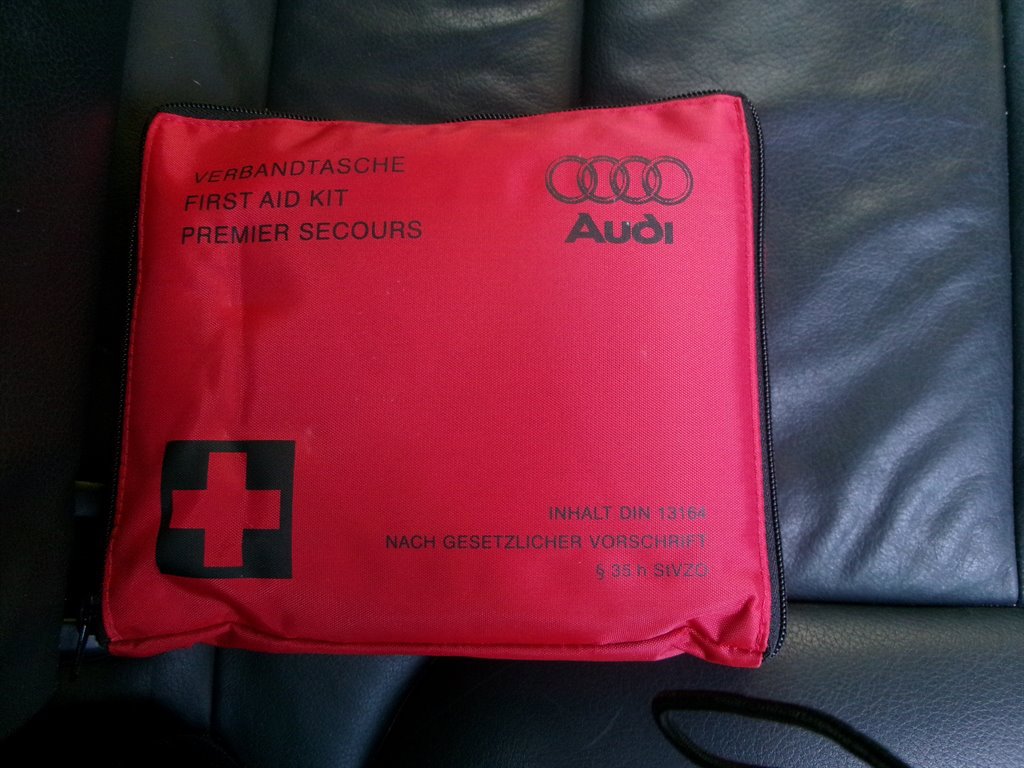 VERBANDTASCHE
FIRST AID KIT
PREMIER SECOURS
Audi
INHALT DIN 13164
NACH GESETZLICHER VORSCHRIFT
§ 35 h StVZO